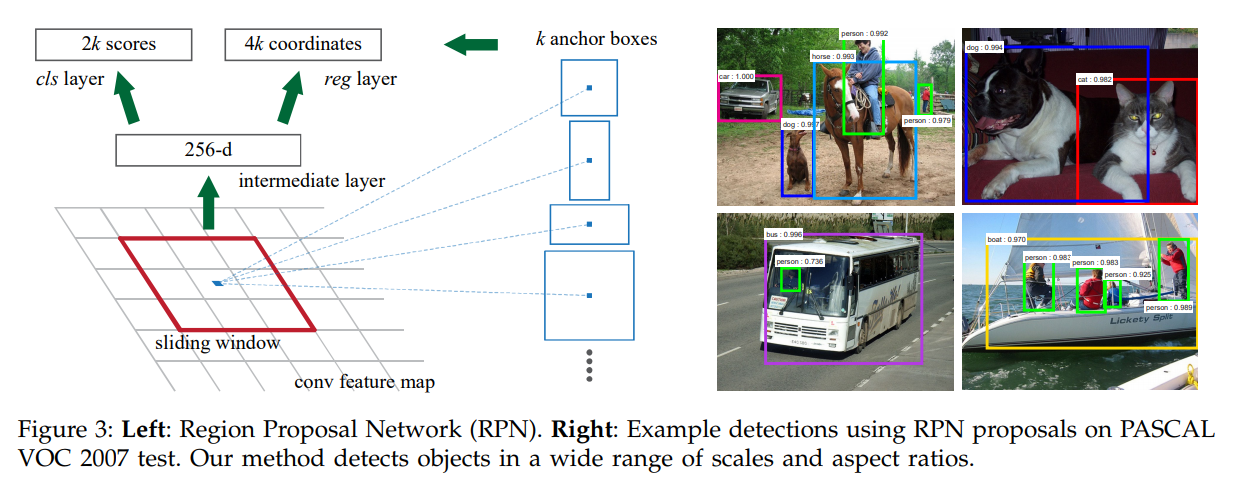 2k scores
4k coordinates
k anchor boxes
cls layer
reg layer
256-d
intermediate layer
sliding window
conv feature map
person : 0.992
horse : 0.993
car : 1.000
dog : 0.997
person : 0.979
dog : 0.994
cat : 0.982
bus : 0.996
person : 0.736
boat : 0.970
person : 0.983
person : 0.983
person : 0.925
person : 0.989
Lickety Split
Figure 3: Left: Region Proposal Network (RPN). Right: Example detections using RPN proposals on PASCAL
VOC 2007 test. Our method detects objects in a wide range of scales and aspect ratios.